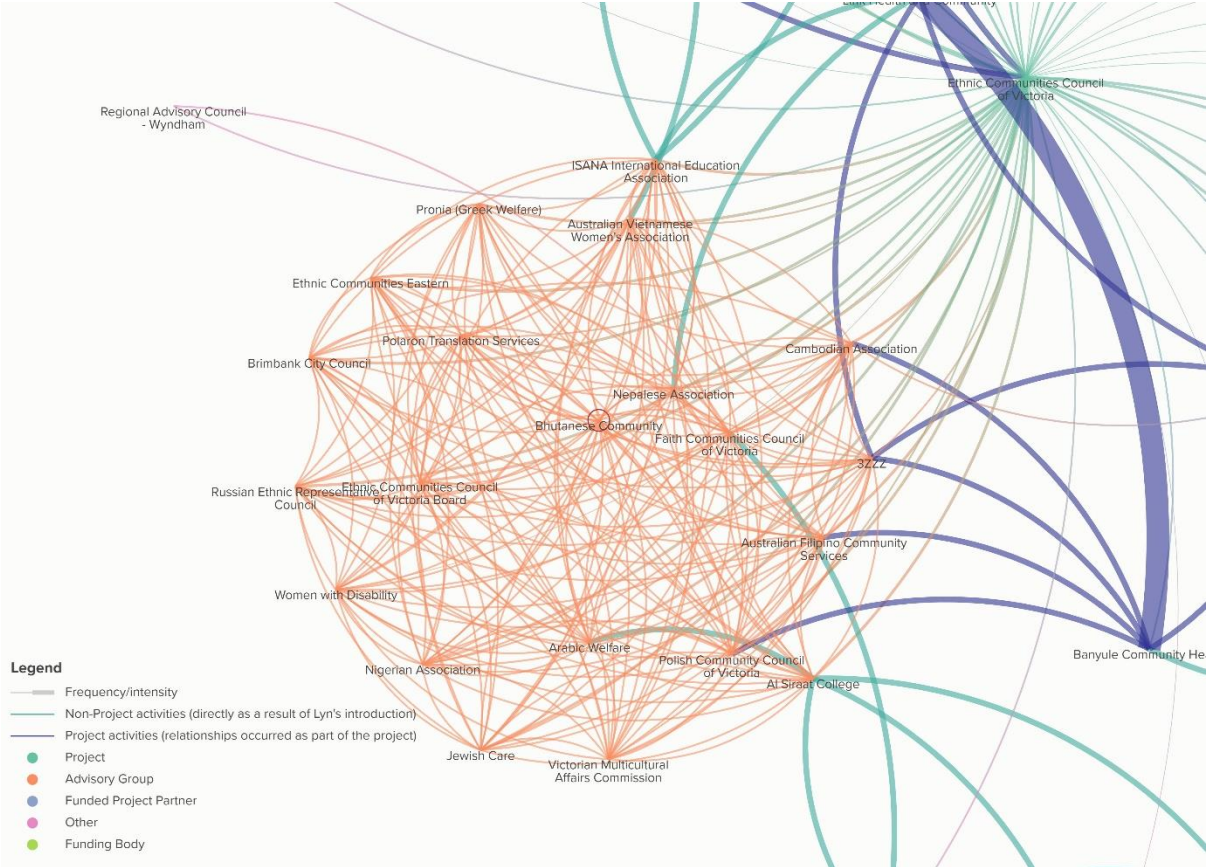 Ethnic Communities Council
of Victoria
Regional Advisory Council
- Wyndham
ISANA International Education
Association
Pronia (Greek Welfare)
Australian Vietnamese
Women's Association
Ethnic Communities Eastern
Polaron Translation Services
Brimbank City Council
Cambodian Association
Nepalese Association
Bhutanese Community
Faith Communities Council
of Victoria
3ZZZ
Russian Ethnic Representative
Council
Ethnic Communities Council
of Victoria Board
Australian Filipino Community
Services
Women with Disability
Arabic Welfare
Banyule Community Hea
Nigerian Association
Polish Community Council
of Victoria
Al Siraat College
Jewish Care
Victorian Multicultural
Affairs Commission
Legend
Frequency/intensity
Non-Project activities (directly as a result of Lyn's introduction)
Project activities (relationships occurred as part of the project)
Project
Advisory Group
Funded Project Partner
Other
Funding Body